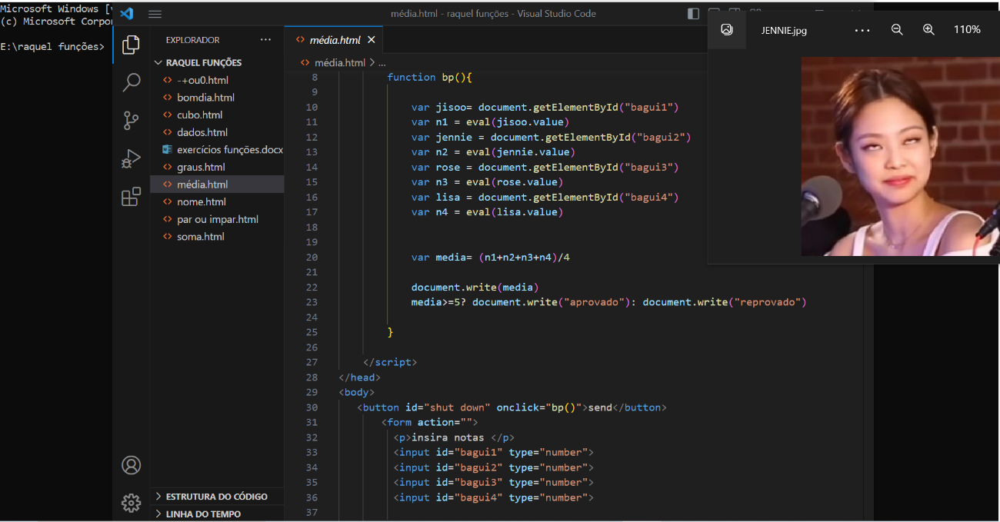 Microsoft Windows [
(c) Microsoft Corpo
E:\raquel funções>
média.html - raquel funções - Visual Studio Code
EXPLORADOR
RAQUEL FUNÇÕES
-+ou0.html
bomdia.html
cubo.html
dados.html
exercícios funções.docx
graus.html
média.html
nome.html
par ou impar.html
soma.html
ESTRUTURA DO CÓDIGO
LINHA DO TEMPO
<> média.html ✕
<> média.html > ...
8 function bp(){
9
10 var jisoo= document.getElementById("bagui1")
11 var n1 = eval(jisoo.value)
12 var jennie = document.getElementById("bagui2")
13 var n2 = eval(jennie.value)
14 var rose = document.getElementById("bagui3")
15 var n3 = eval(rose.value)
16 var lisa = document.getElementById("bagui4")
17 var n4 = eval(lisa.value)
18
19
20 var media= (n1+n2+n3+n4)/4
21
22 document.write(media)
23 media>=5? document.write("aprovado"): document.write("reprovado")
24
25 }
26
27 </script>
28 </head>
29 <body>
30 <button id="shut down" onclick="bp()">send</button>
31 <form action="">
32 <p>insira notas </p>
33 <input id="bagui1" type="number">
34 <input id="bagui2" type="number">
35 <input id="bagui3" type="number">
36 <input id="bagui4" type="number">
37
JENNIE.jpg
110%